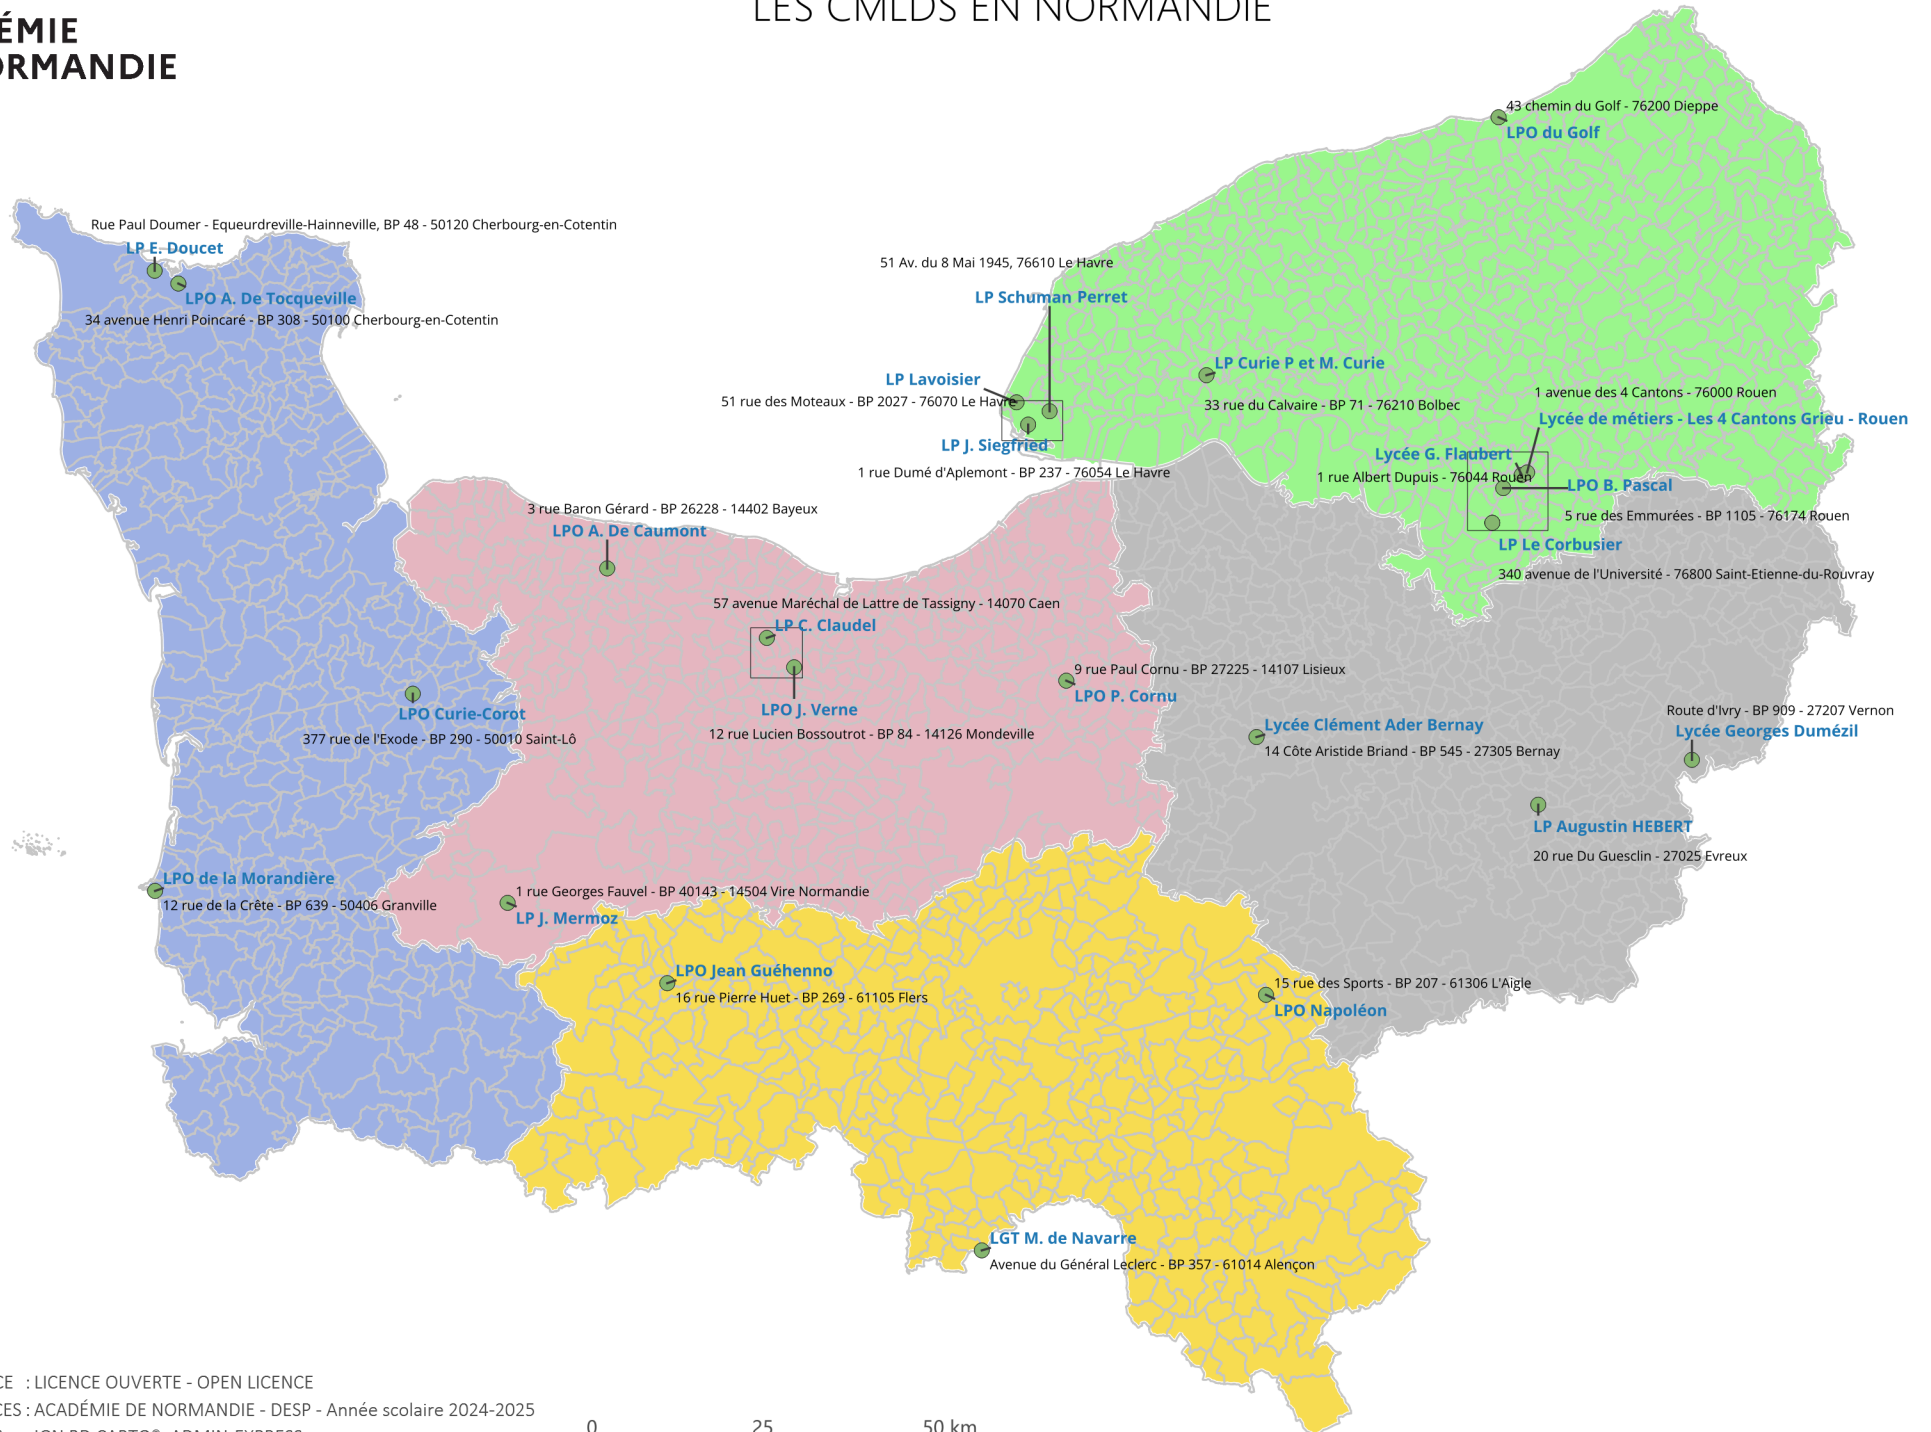 LES CMLDS EN NORMANDIE
ÉMIE
ORMANDIE
43 chemin du Golf - 76200 Dieppe
LPO du Golf
Rue Paul Doumer - Equeurdreville-Hainneville, BP 48 - 50120 Cherbourg-en-Cotentin
LP E. Doucet
LPO A. De Tocqueville
34 avenue Henri Poincaré - BP 308 - 50100 Cherbourg-en-Cotentin
51 Av. du 8 Mai 1945, 76610 Le Havre
LP Schuman Perret
LP Curie P et M. Curie
33 rue du Calvaire - BP 71 - 76210 Bolbec
LP Lavoisier
51 rue des Moteaux - BP 2027 - 76070 Le Havre
LP J. Siegfried
1 rue Dumé d'Aplemont - BP 237 - 76054 Le Havre
1 avenue des 4 Cantons - 76000 Rouen
Lycée de métiers - Les 4 Cantons Grieu - Rouen
Lycée G. Flaubert
1 rue Albert Dupuis - 76044 Rouen
LPO B. Pascal
5 rue des Emmurées - BP 1105 - 76174 Rouen
LP Le Corbusier
340 avenue de l'Université - 76800 Saint-Etienne-du-Rouvray
3 rue Baron Gérard - BP 26228 - 14402 Bayeux
LPO A. De Caumont
57 avenue Maréchal de Lattre de Tassigny - 14070 Caen
LP C. Claudel
LPO J. Verne
12 rue Lucien Bossoutrot - BP 84 - 14126 Mondeville
9 rue Paul Cornu - BP 27225 - 14107 Lisieux
LPO P. Cornu
LPO Curie-Corot
377 rue de l'Exode - BP 290 - 50010 Saint-Lô
Lycée Clément Ader Bernay
14 Côte Aristide Briand - BP 545 - 27305 Bernay
Route d'Ivry - BP 909 - 27207 Vernon
Lycée Georges Dumézil
LP Augustin HEBERT
20 rue Du Guesclin - 27025 Evreux
LPO de la Morandière
12 rue de la Crête - BP 639 - 50406 Granville
1 rue Georges Fauvel - BP 40143 - 14504 Vire Normandie
LP J. Mermoz
LPO Jean Guéhenno
16 rue Pierre Huet - BP 269 - 61105 Flers
15 rue des Sports - BP 207 - 61306 L'Aigle
LPO Napoléon
LGT M. de Navarre
Avenue du Général Leclerc - BP 357 - 61014 Alençon
CE : LICENCE OUVERTE - OPEN LICENCE
CES : ACADÉMIE DE NORMANDIE - DESP - Année scolaire 2024-2025
0 25 50 km